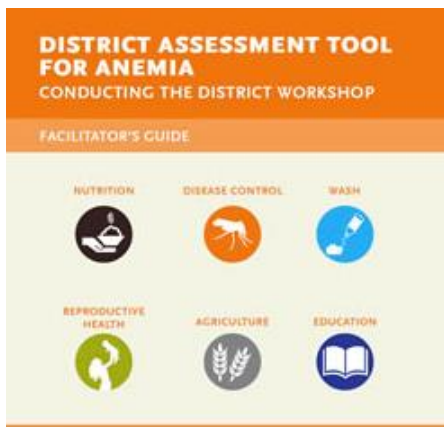 DISTRICT ASSESSMENT TOOL
FOR ANEMIA
CONDUCTING THE DISTRICT WORKSHOP
FACILITATOR'S GUIDE
NUTRITION
DISEASE CONTROL
WASH
REPRODUCTIVE
HEALTH
AGRICULTURE
EDUCATION